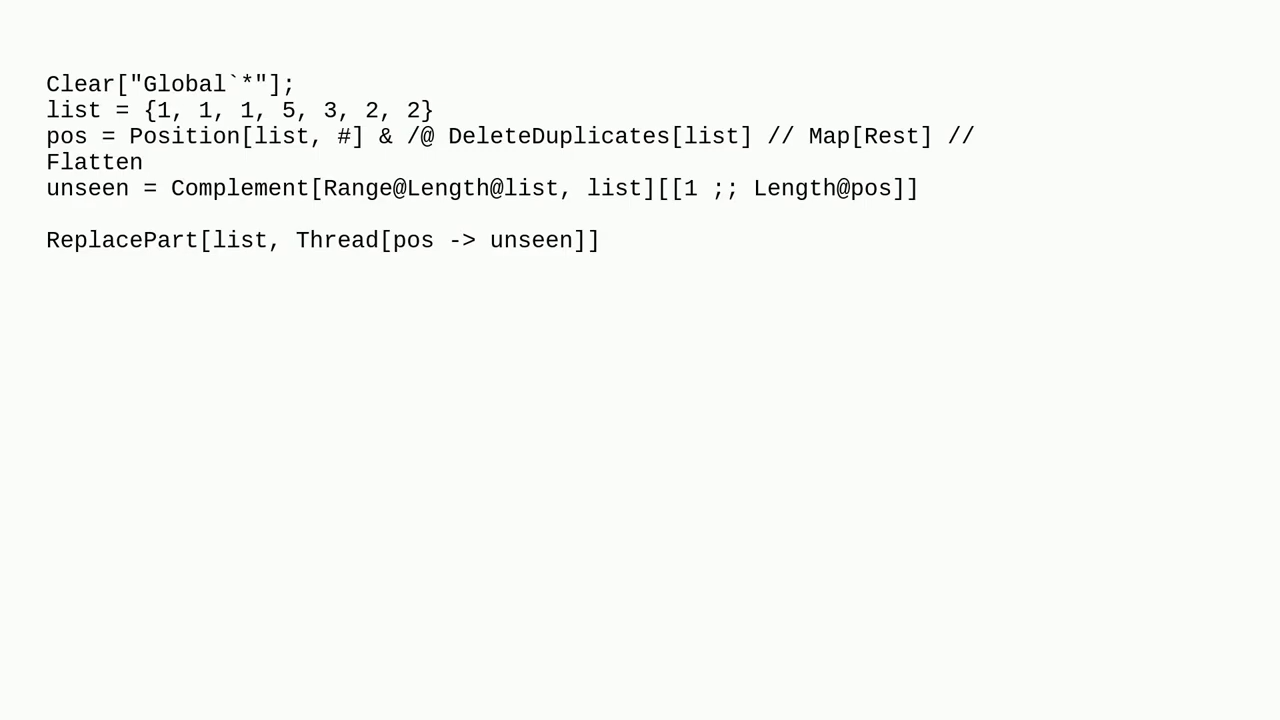 Clear["Global`*"];
list = {1, 1, 1, 5, 3, 2, 2}
pos = Position[list, #] & /@ DeleteDuplicates[list] // Map[Rest] //
Flatten
unseen = Complement[Range@Length@list, list][[1 ;; Length@pos]]
ReplacePart[list, Thread[pos -> unseen]]